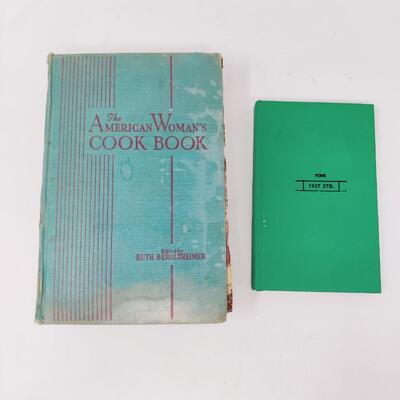 The
AMERICAN WOMAN'S
COOK BOOK
RUTH BEROLZHEIMER
1927 STD.